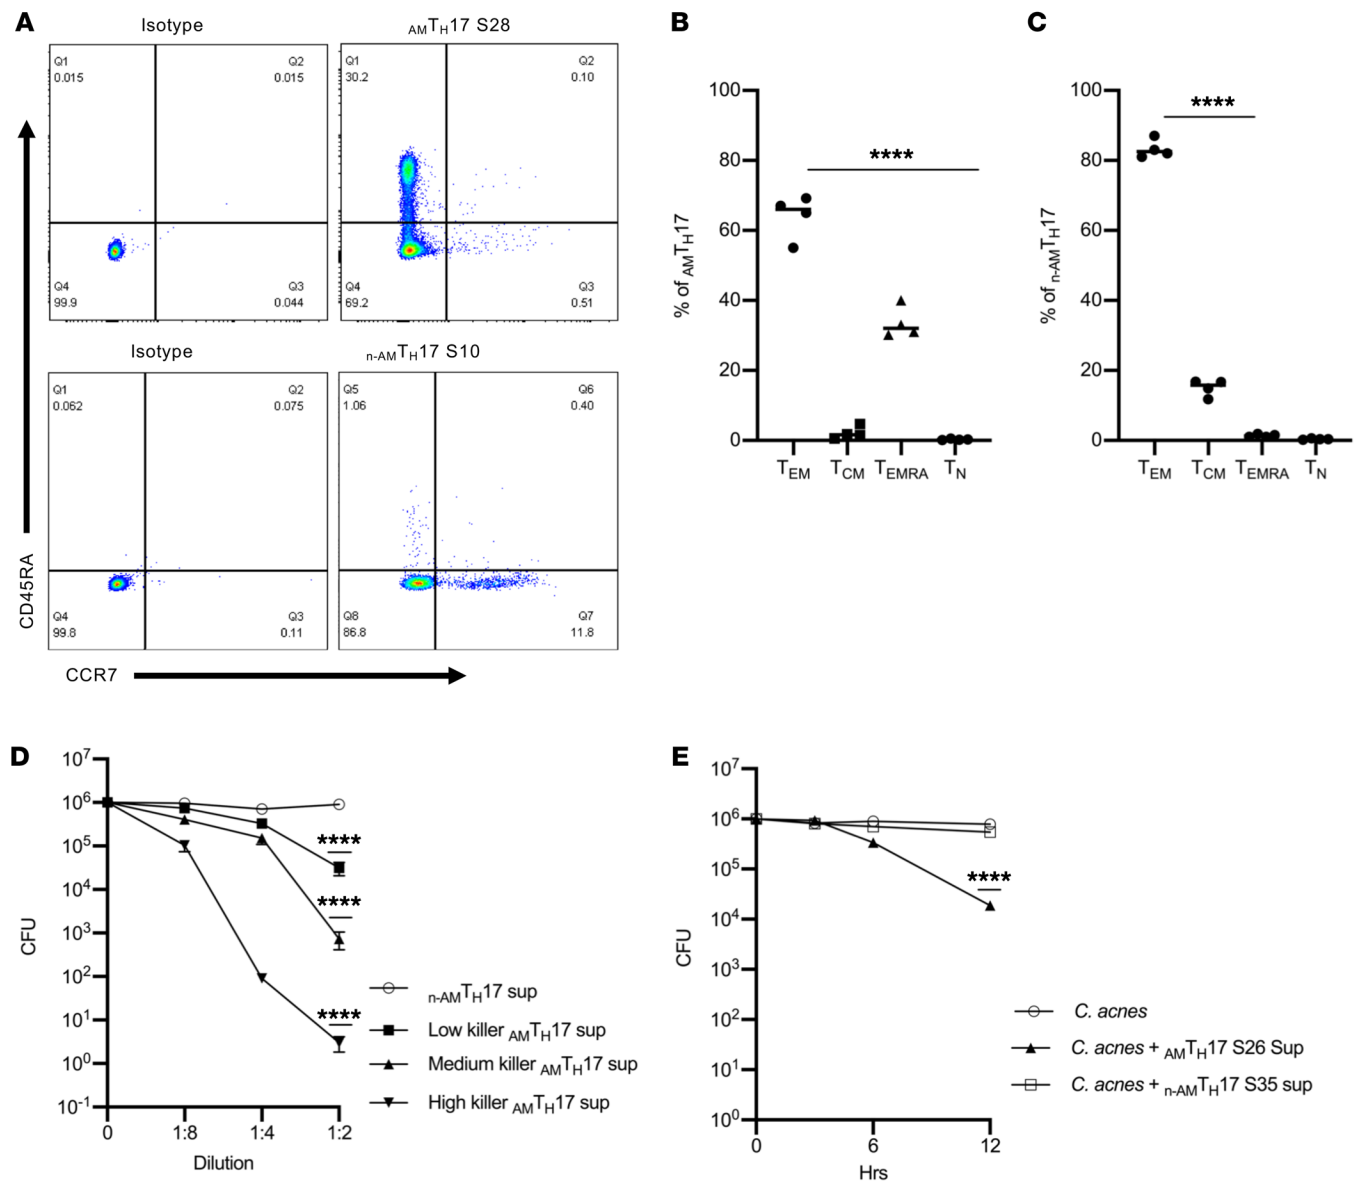 A
Isotype
AMTH17 S28
Q1
0.015
Q2
0.015
Q4
99.9
Q3
0.044
Q1
30.2
Q2
0.10
Q4
69.2
Q3
0.51
Isotype
n-AMTH17 S10
Q1
0.062
Q2
0.075
Q4
99.8
Q3
0.11
Q5
1.06
Q6
0.40
Q8
86.8
Q7
11.8
CD45RA
CCR7
B
% of AMTH17
100
80
60
40
20
0
****
TEM TCM TEMRA TN
C
% of n-AMTH17
100
80
60
40
20
0
****
TEM TCM TEMRA TN
D
CFU
10^7
10^6
10^5
10^4
10^3
10^2
10^1
10^0
10^-1
****
****
****
0 1:8 1:4 1:2
Dilution
n-AMTH17 sup
Low killer AMTH17 sup
Medium killer AMTH17 sup
High killer AMTH17 sup
E
CFU
10^7
10^6
10^5
10^4
10^3
10^2
10^1
10^0
****
0 6 12
Hrs
C. acnes
C. acnes + AMTH17 S26 Sup
C. acnes + n-AMTH17 S35 sup